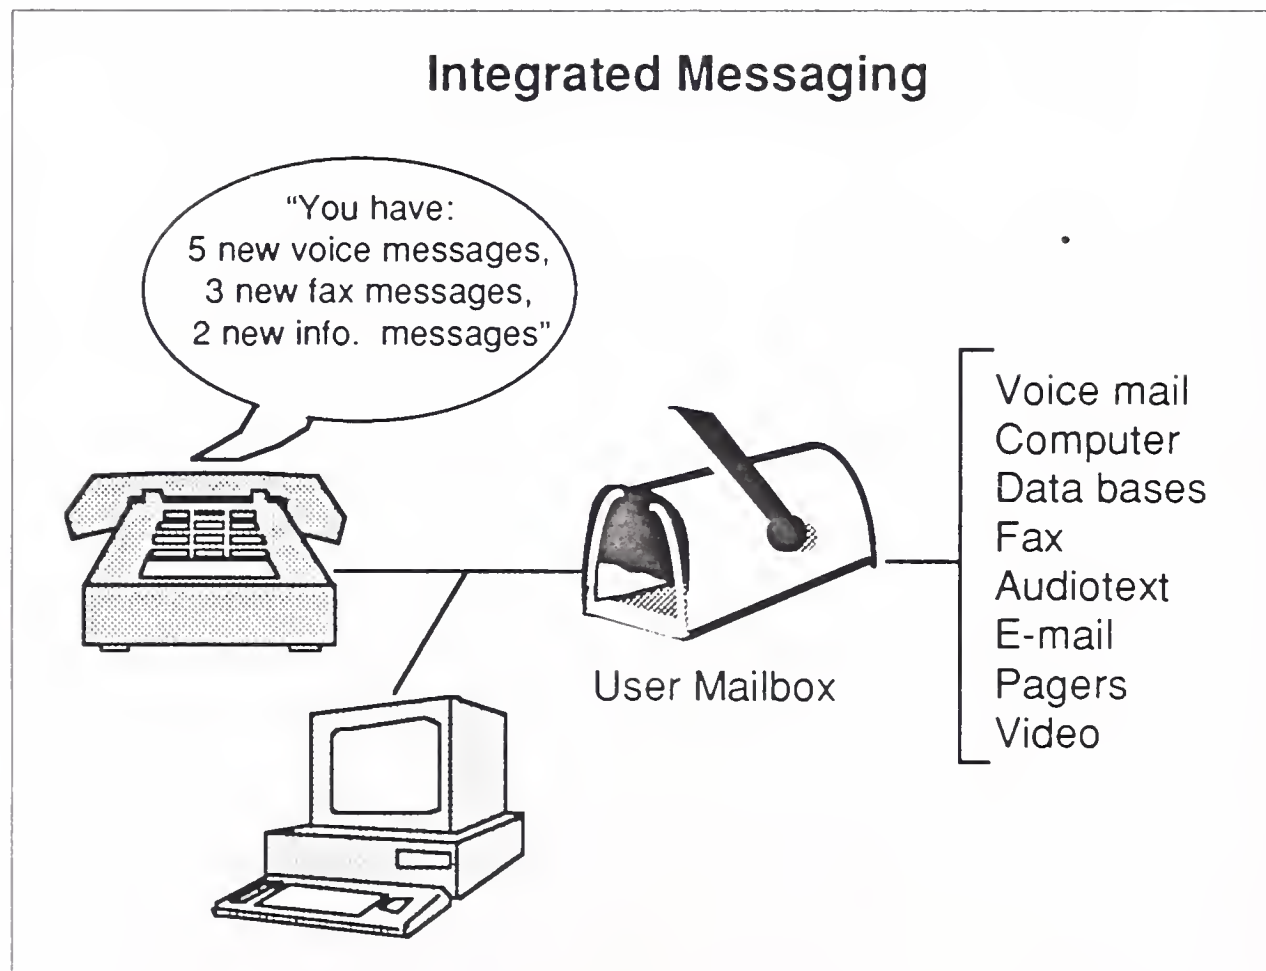 Integrated Messaging
“You have:
5 new voice messages,
3 new fax messages,
2 new info. messages”
User Mailbox
Voice mail
Computer
Data bases
Fax
Audiotext
E-mail
Pagers
Video